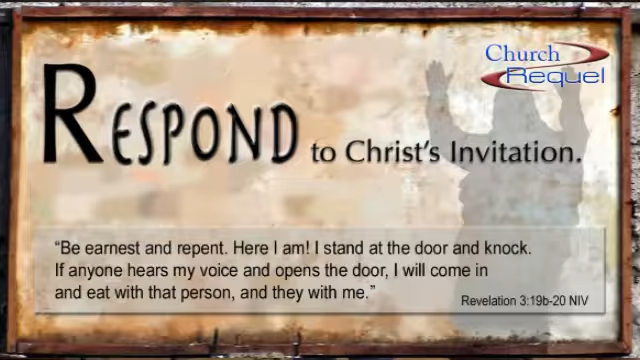 Church
Requel
RESPOND to Christ's Invitation.
“Be earnest and repent. Here I am! I stand at the door and knock.
If anyone hears my voice and opens the door, I will come in
and eat with that person, and they with me.”
Revelation 3:19b-20 NIV